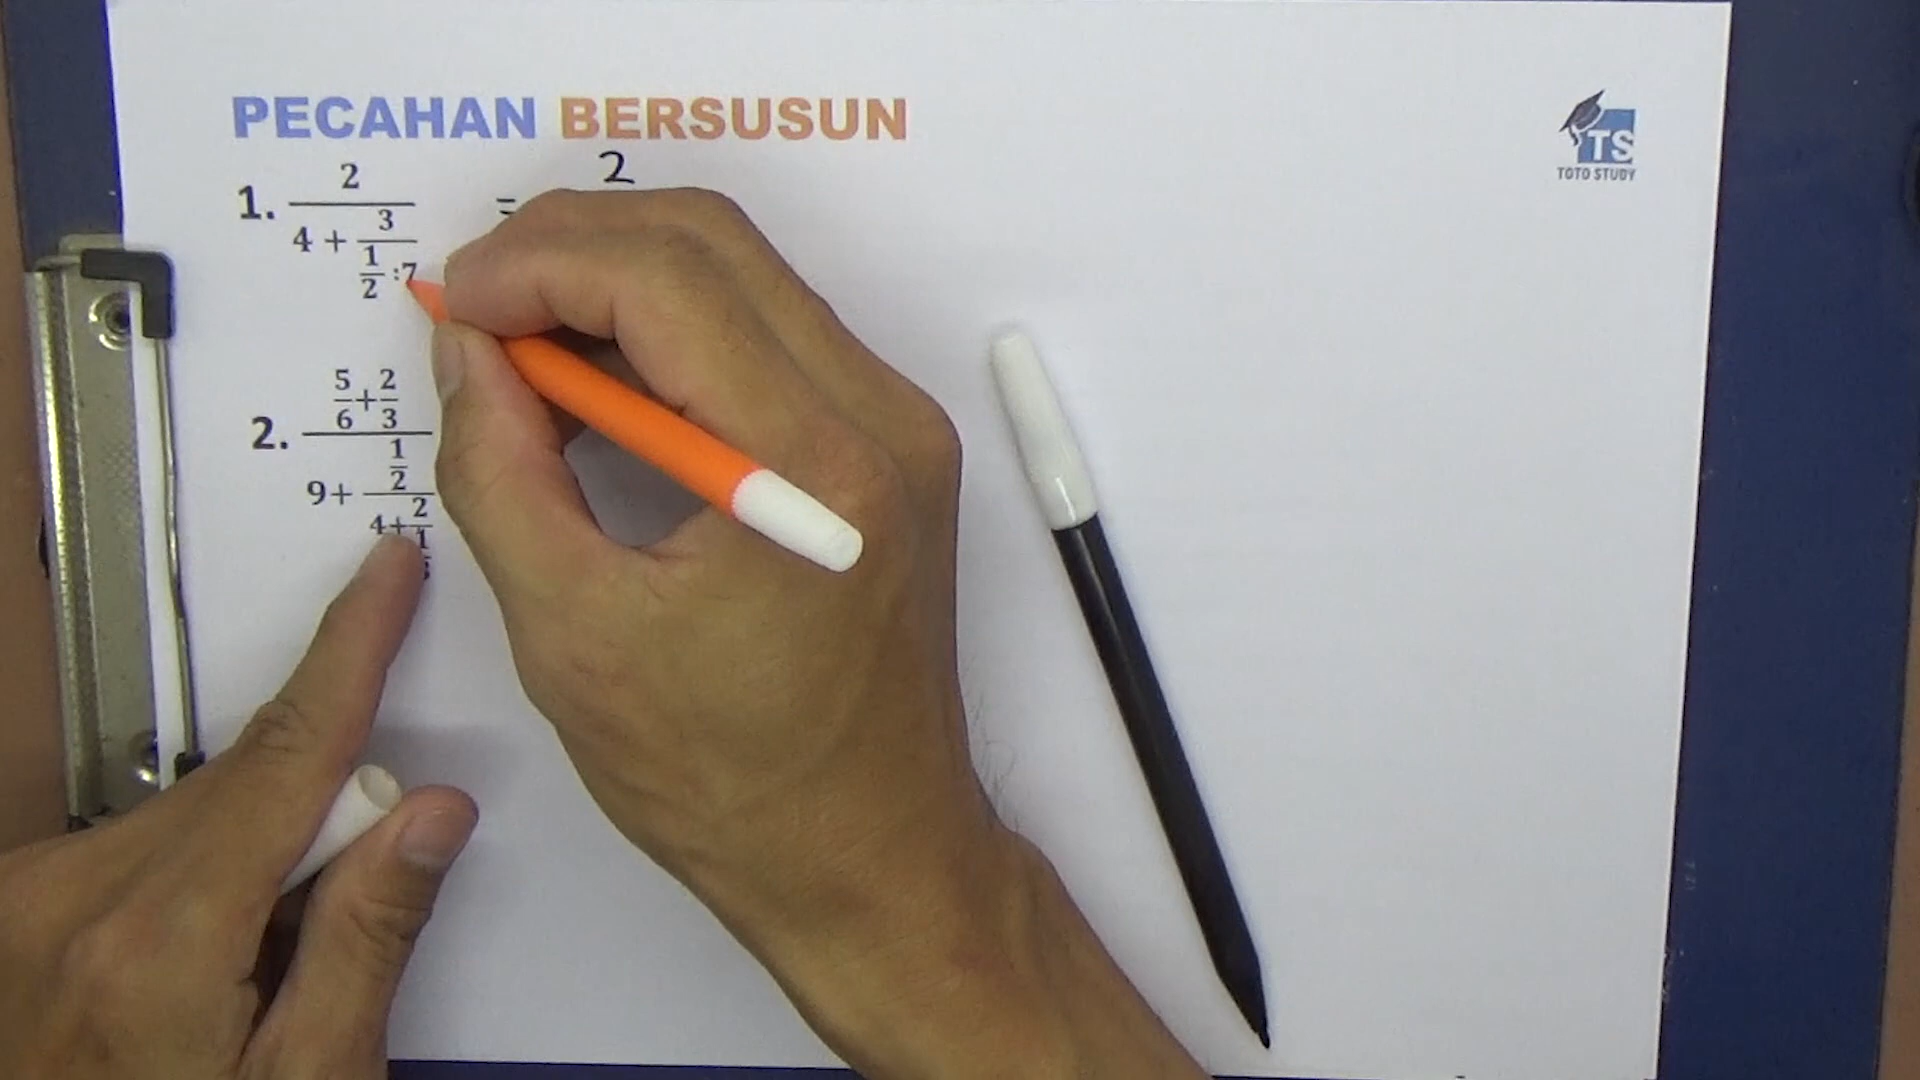 PECAHAN BERSUSUN
TS
TOTO STUDY
2
1. 2 =
4 + 3
1
2 :7
5 2
6 + 3
2.
1
2
9+
2
4+
1